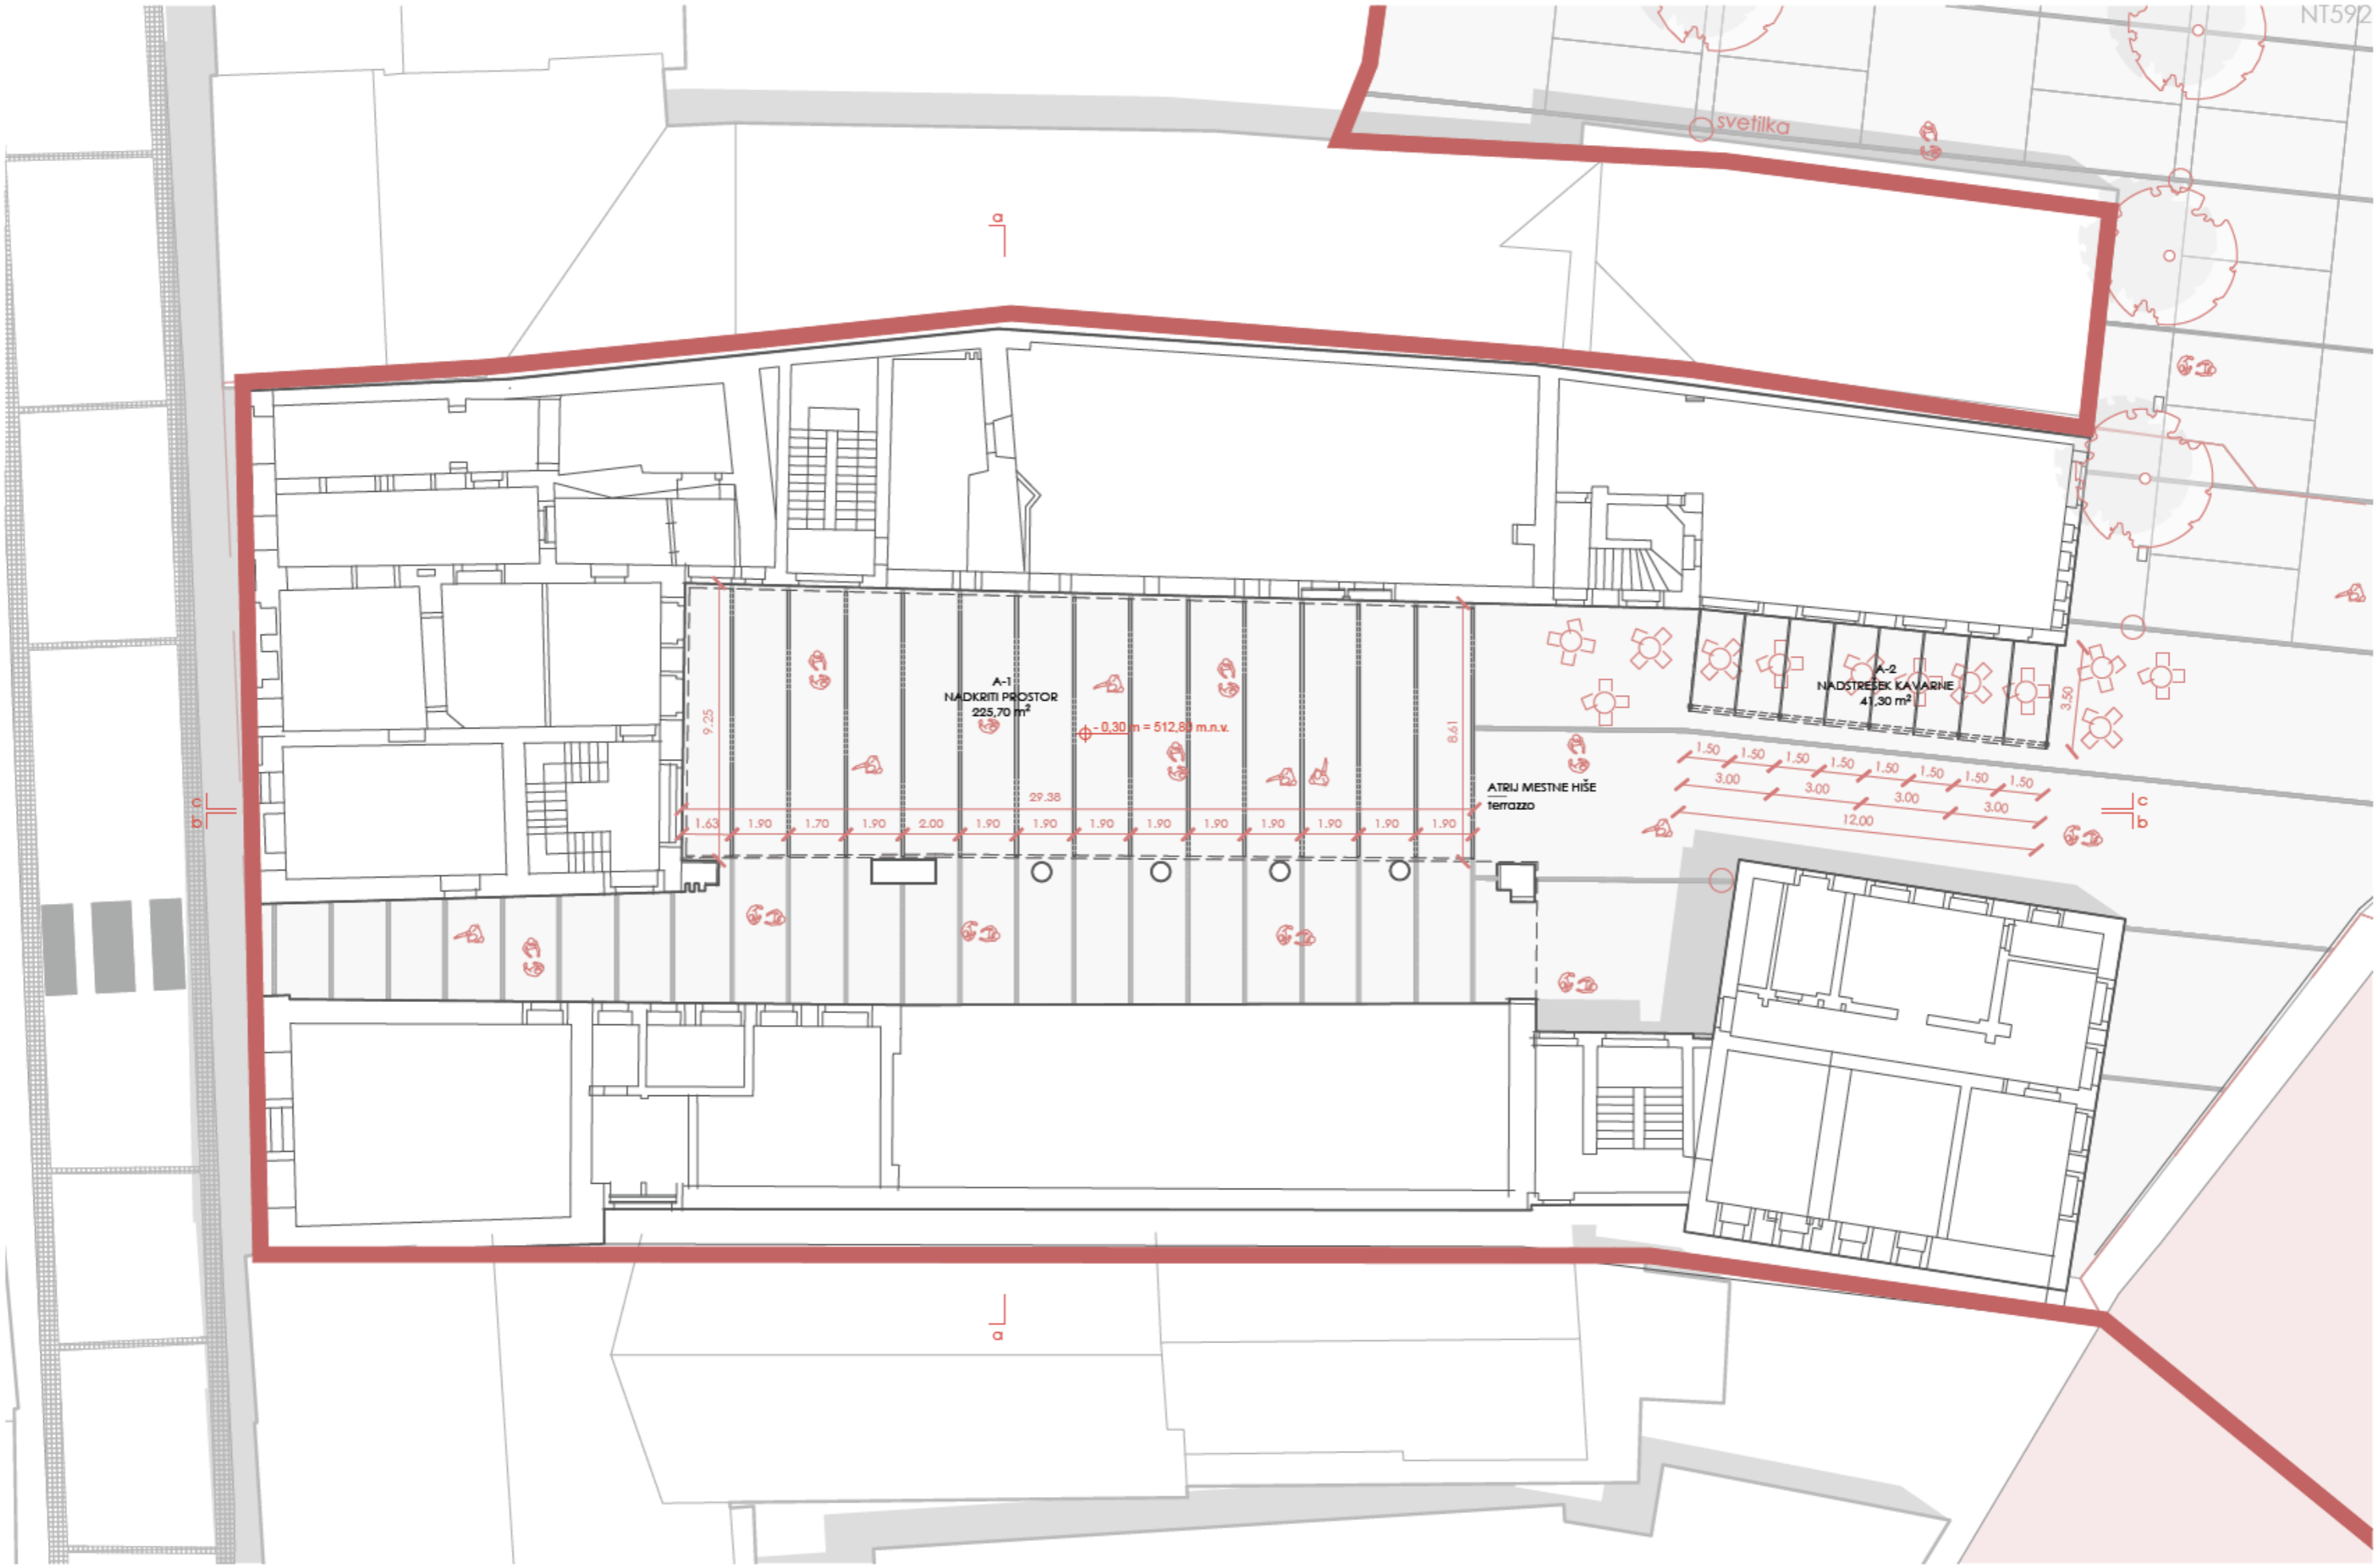 NT592
svetilka
a
A-1
NADKRITI PROSTOR
225,70 m²
- 0,30 m = 512,80 m.n.v.
9.25
8.61
29.38
1.63
1.90
1.70
1.90
2.00
1.90
1.90
1.90
1.90
1.90
1.90
1.90
1.90
1.90
A-2
NADSTREŠEK KAVARNE
41,30 m²
3.50
ATRIJ MESTNE HIŠE
terrazzo
1.50
1.50
1.50
1.50
1.50
1.50
1.50
1.50
3.00
3.00
3.00
3.00
12.00
c
b
c
b
a